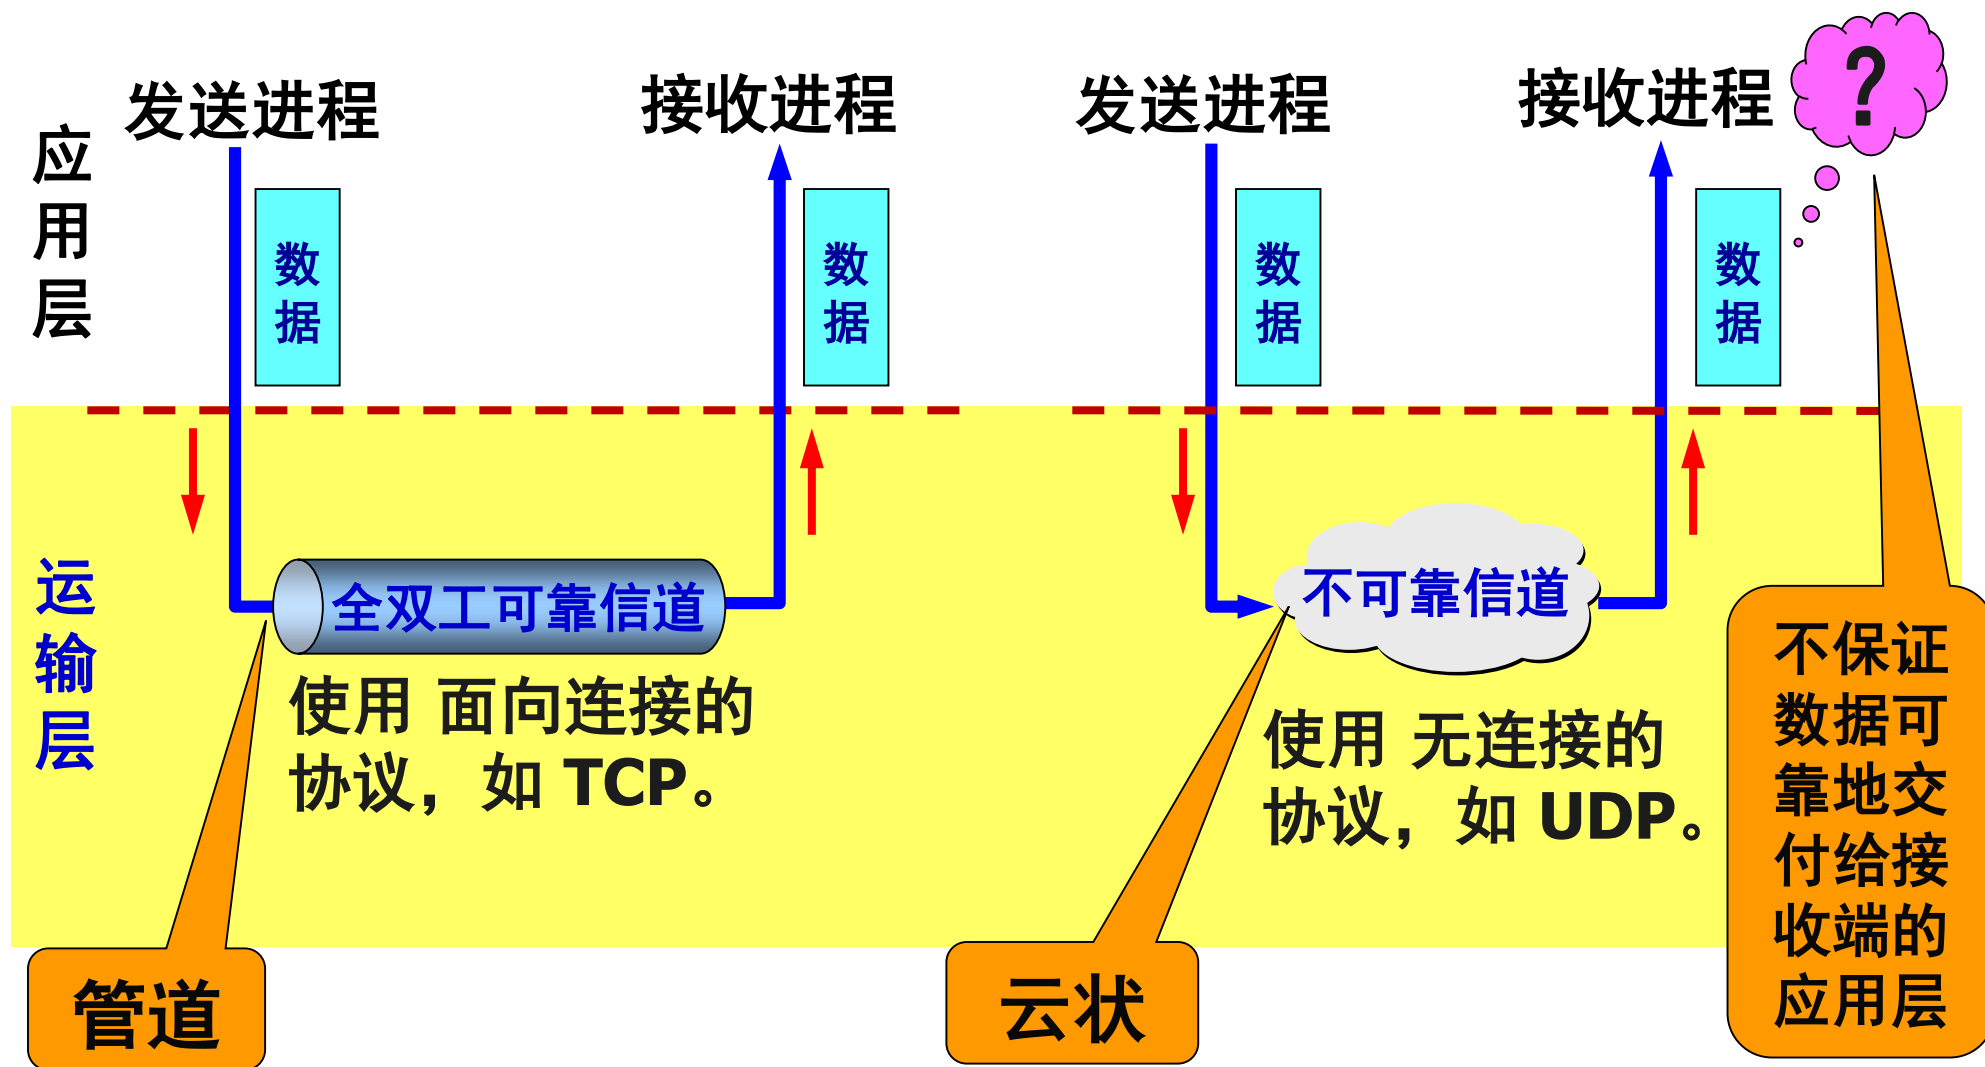 发送进程
接收进程
发送进程
接收进程
?
应
用
层
数
据
数
据
数
据
数
据
运
输
层
全双工可靠信道
不可靠信道
使用 面向连接的
协议，如 TCP。
使用 无连接的
协议，如 UDP。
不保证
数据可
靠地交
付给接
收端的
应用层
管道
云状